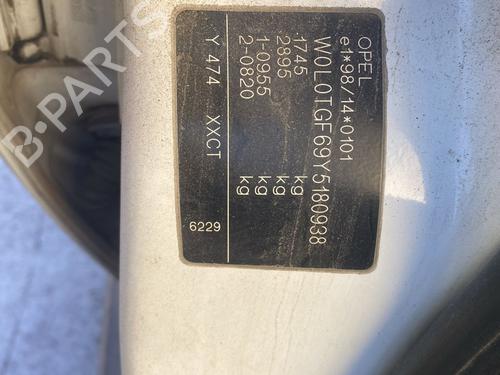 OPEL
e1*98/14*0101
W0L0TGF69Y5180938
1745 kg
2895 kg
1-0955 kg
2-0820 kg
Y 474 XXCT
6229